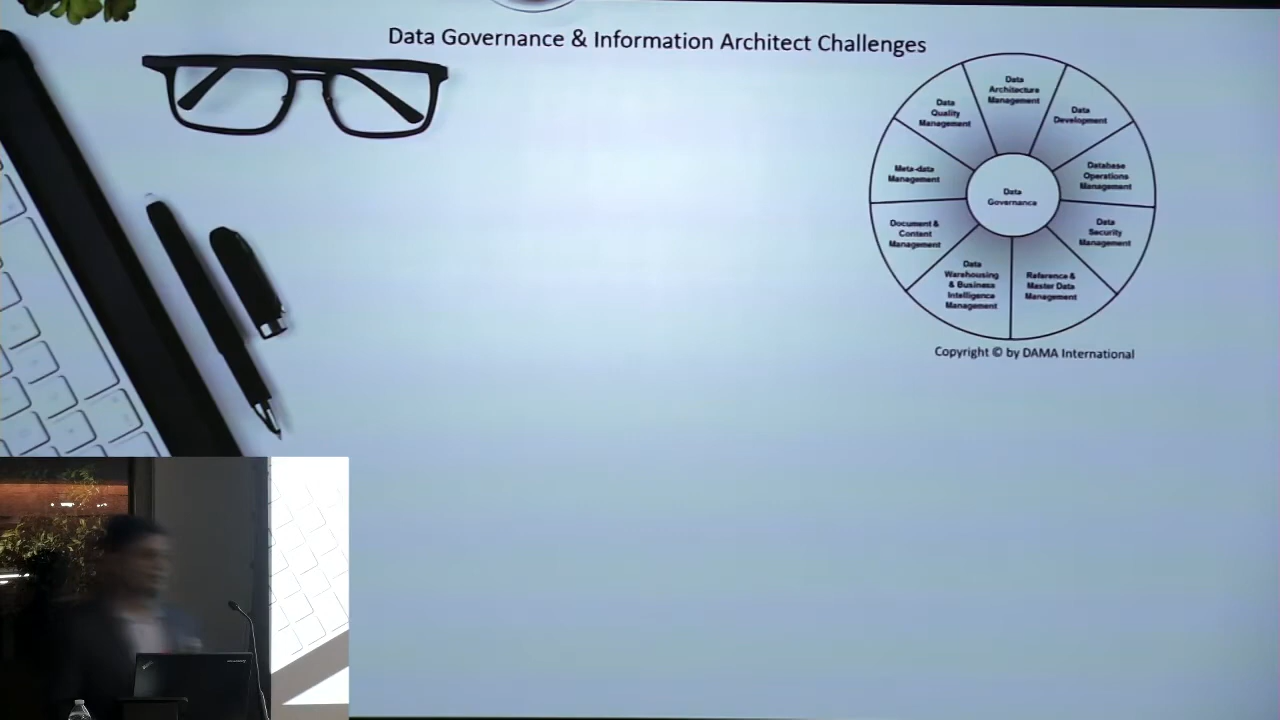 Data Governance & Information Architect Challenges
Data
Architecture
Management
Data
Development
Database
Operations
Management
Data
Security
Management
Reference &
Master Data
Management
Data
Warehousing
& Business
Intelligence
Management
Document &
Content
Management
Meta-data
Management
Data
Quality
Management
Data
Governance
Copyright © by DAMA International